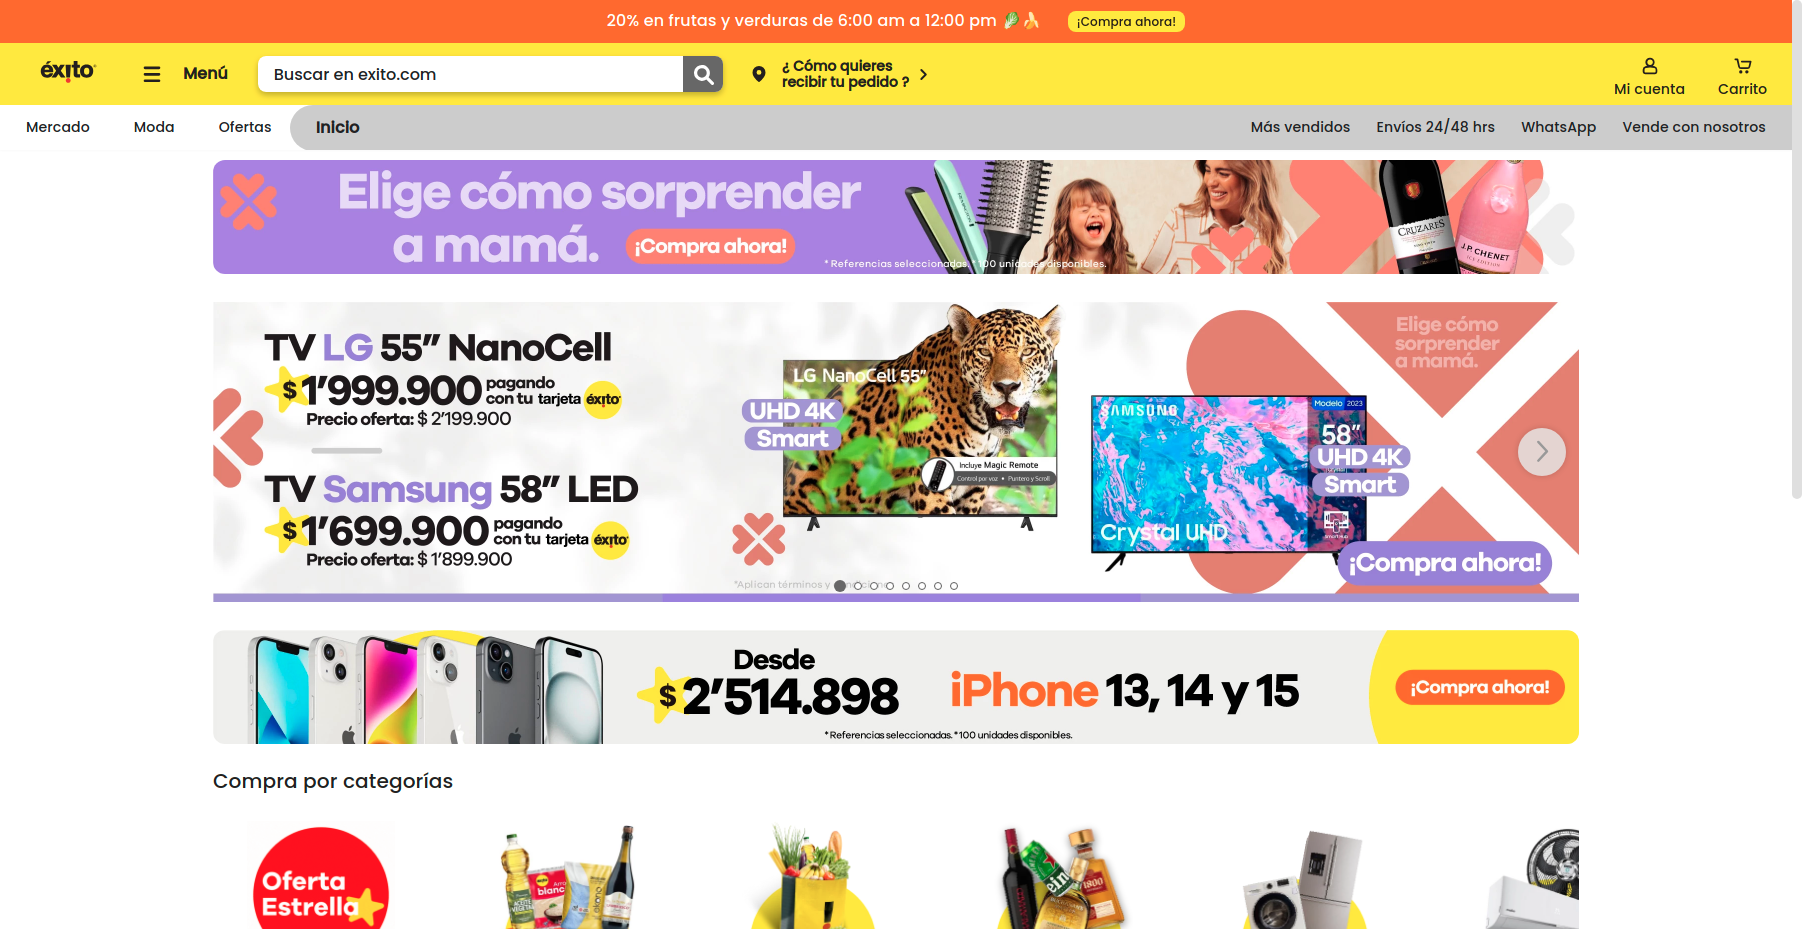 20% en frutas y verduras de 6:00 am a 12:00 pm 🥬🍌 ¡Compra ahora!
éxito Menú Buscar en exito.com
¿ Cómo quieres
recibir tu pedido ?
Mi cuenta Carrito
Mercado Moda Ofertas Inicio Más vendidos Envíos 24/48 hrs WhatsApp Vende con nosotros
Elige cómo sorprender
a mamá. ¡Compra ahora!
* Referencias seleccionadas. * 100 unidades disponibles.
CRUZARES
J.P. CHENET
ICE EDITION
TV LG 55” NanoCell
$1’999.900 pagando
con tu tarjeta éxito
Precio oferta: $ 2’199.900
TV Samsung 58” LED
$1’699.900 pagando
con tu tarjeta éxito
Precio oferta: $ 1’899.900
LG NanoCell 55”
UHD 4K
Smart
Incluye Magic Remote
Control por voz • Puntero y Scroll
*Aplican términos y
Elige cómo
sorprender
a mamá.
SAMSUNG
Modelo 2023
58”
UHD 4K
Smart
Crystal UHD
¡Compra ahora!
Desde
$2’514.898
iPhone 13, 14 y 15
¡Compra ahora!
* Referencias seleccionadas. * 100 unidades disponibles.
Compra por categorías
Oferta
Estrella